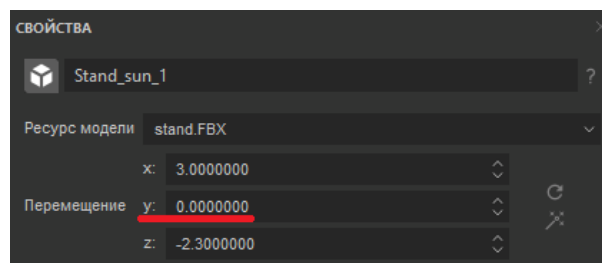 СВОЙСТВА
Stand_sun_1 ?
Ресурс модели stand.FBX
x: 3.0000000
Перемещение y: 0.0000000
z: -2.3000000